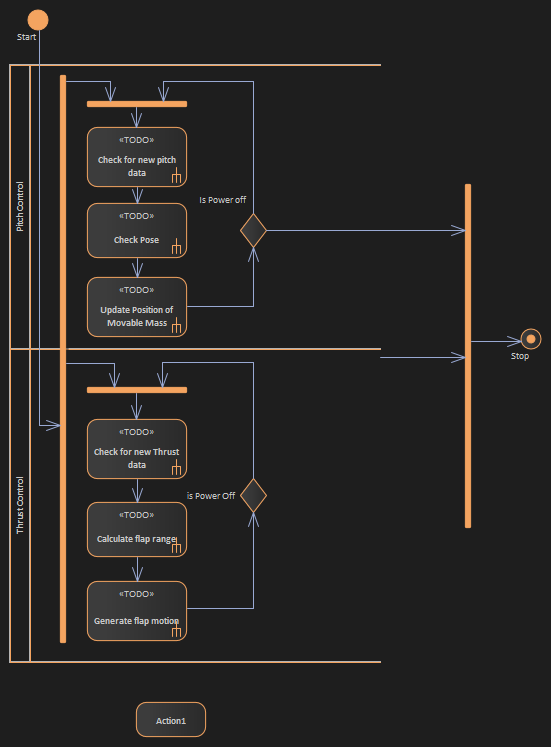 Start
Pitch Control
«TODO»
Check for new pitch
data
Is Power off
«TODO»
Check Pose
«TODO»
Update Position of
Movable Mass
Stop
Thrust Control
«TODO»
Check for new Thrust
data
is Power Off
«TODO»
Calculate flap range
«TODO»
Generate flap motion
Action1